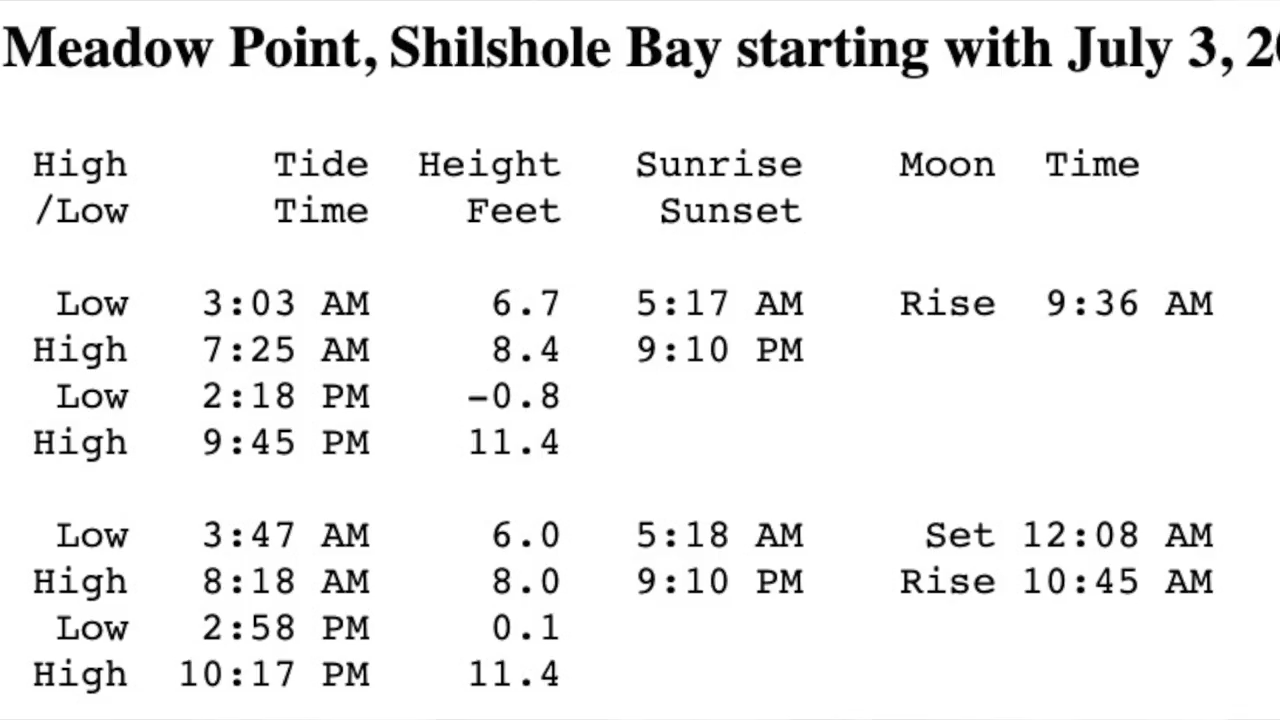 Meadow Point, Shilshole Bay starting with July 3,
High Tide Height Sunrise Moon Time
/Low Time Feet Sunset
Low 3:03 AM 6.7 5:17 AM Rise 9:36 AM
High 7:25 AM 8.4 9:10 PM
Low 2:18 PM -0.8
High 9:45 PM 11.4
Low 3:47 AM 6.0 5:18 AM Set 12:08 AM
High 8:18 AM 8.0 9:10 PM Rise 10:45 AM
Low 2:58 PM 0.1
High 10:17 PM 11.4